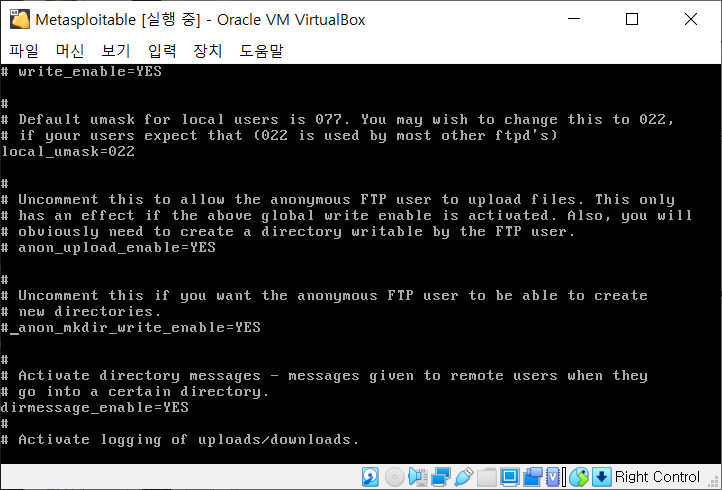 Metasploitable [실행 중] - Oracle VM VirtualBox
파일 머신 보기 입력 장치 도움말
# write_enable=YES
#
# Default umask for local users is 077. You may wish to change this to 022,
# if your users expect that (022 is used by most other ftpd's)
local_umask=022
#
# Uncomment this to allow the anonymous FTP user to upload files. This only
# has an effect if the above global write enable is activated. Also, you will
# obviously need to create a directory writable by the FTP user.
# anon_upload_enable=YES
#
# Uncomment this if you want the anonymous FTP user to be able to create
# new directories.
#_anon_mkdir_write_enable=YES
#
# Activate directory messages - messages given to remote users when they
# go into a certain directory.
dirmessage_enable=YES
#
# Activate logging of uploads/downloads.
Right Control